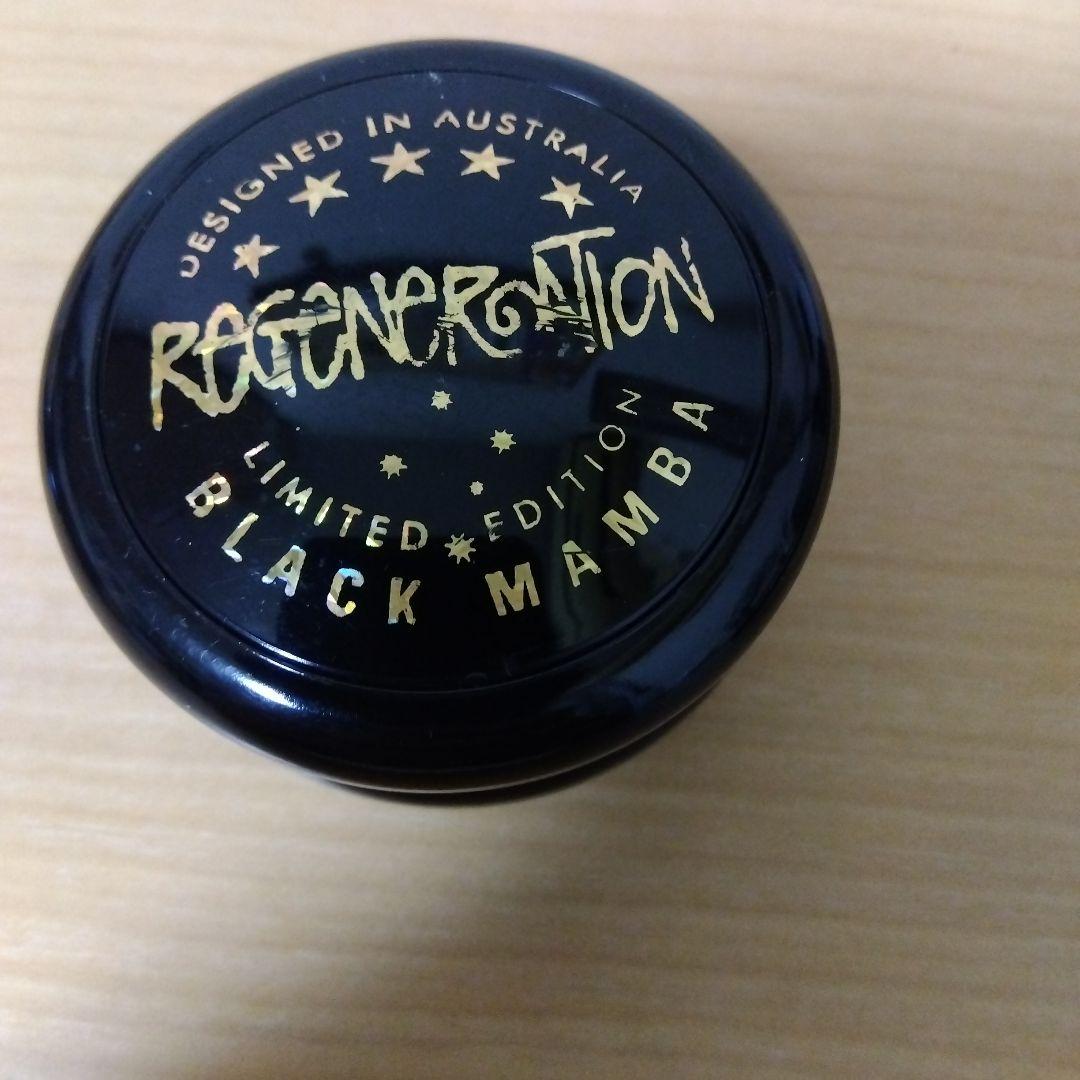 DESIGNED IN AUSTRALIA
REGENERATION
LIMITED EDITION
BLACK MAMBA